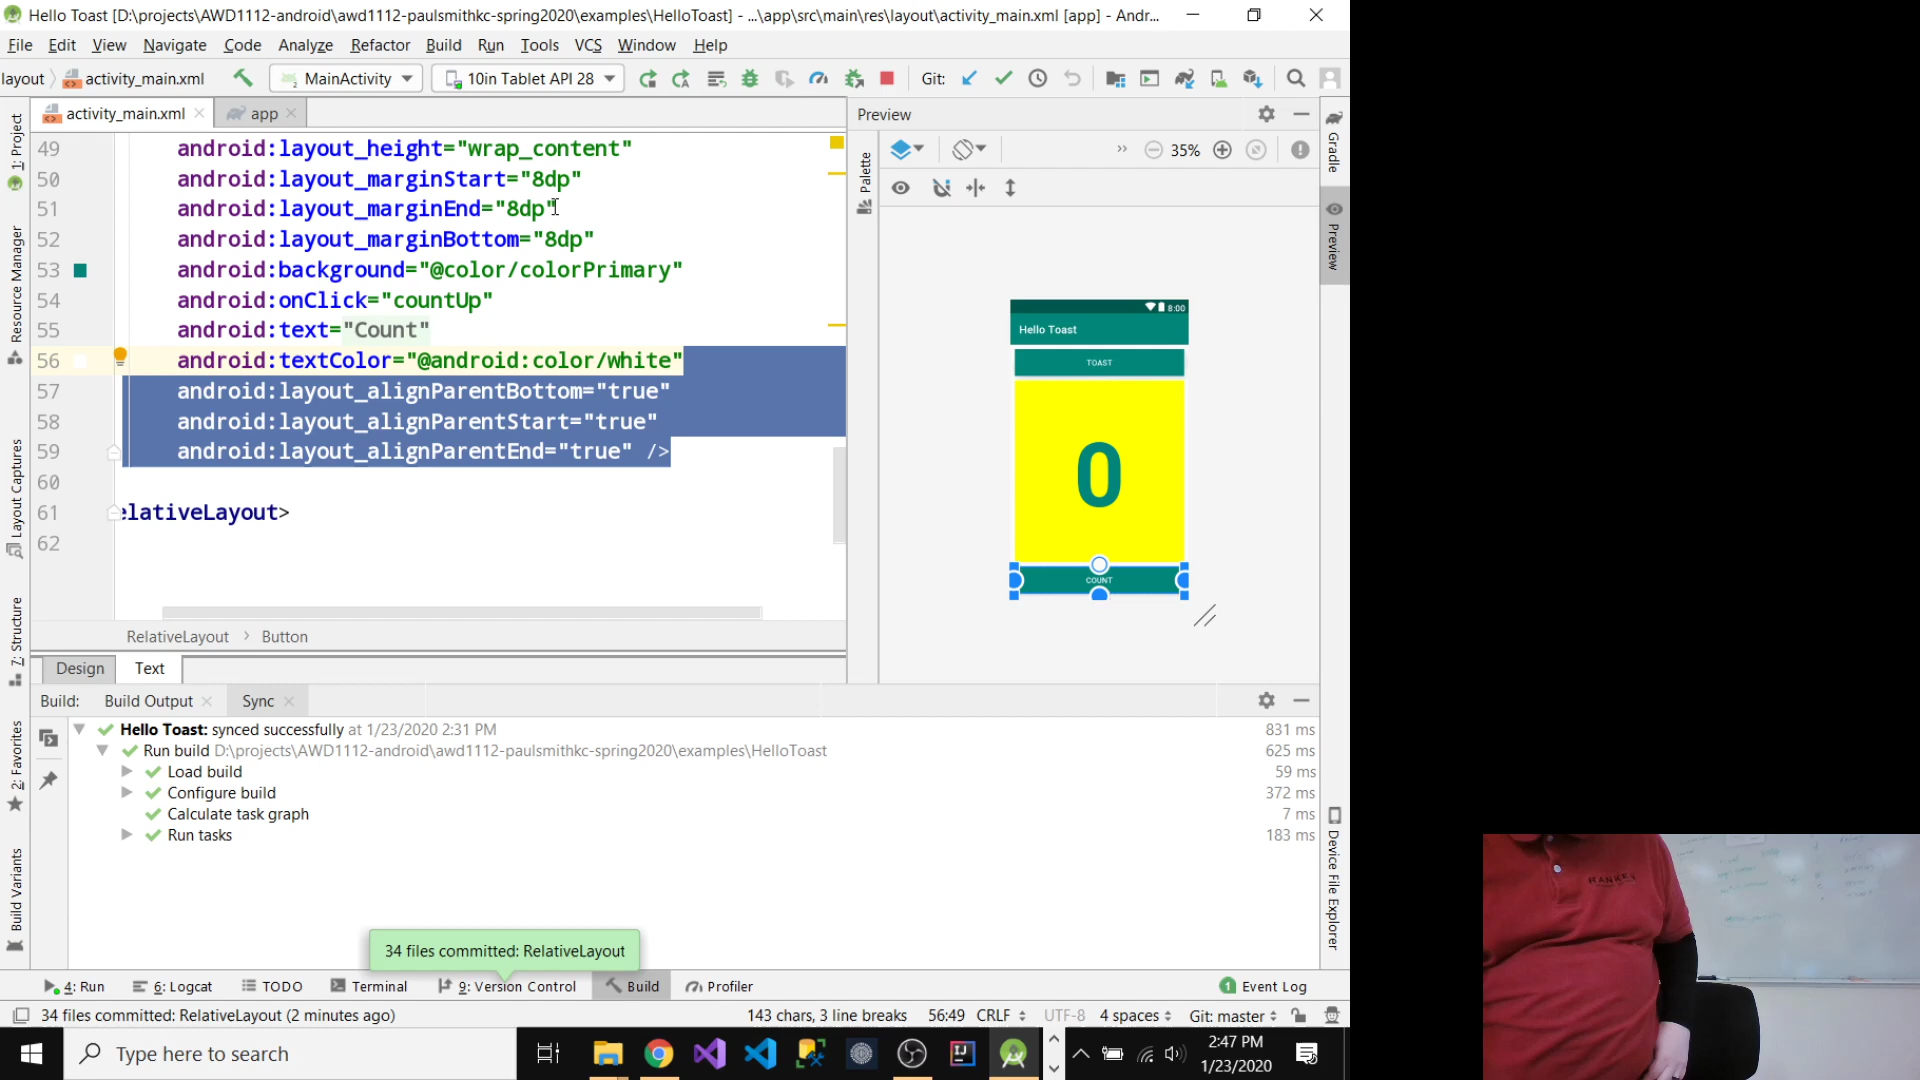 Hello Toast [D:\projects\AWD1112-android\awd1112-paulsmithkc-spring2020\examples\HelloToast] - ...\app\src\main\res\layout\activity_main.xml [app] - Andr...
File Edit View Navigate Code Analyze Refactor Build Run Tools VCS Window Help
layout activity_main.xml MainActivity 10in Tablet API 28 Git:
activity_main.xml app
Preview
49 android:layout_height="wrap_content"
50 android:layout_marginStart="8dp"
51 android:layout_marginEnd="8dp"
52 android:layout_marginBottom="8dp"
53 android:background="@color/colorPrimary"
54 android:onClick="countUp"
55 android:text="Count"
56 android:textColor="@android:color/white"
57 android:layout_alignParentBottom="true"
58 android:layout_alignParentStart="true"
59 android:layout_alignParentEnd="true" />
60
61 elativeLayout>
62
RelativeLayout › Button
Design Text
1: Project
Resource Manager
Layout Captures
7: Structure
2: Favorites
Build Variants
Palette
35%
8:00
Hello Toast
TOAST
0
COUNT
Gradle
Preview
Device File Explorer
Build: Build Output Sync
Hello Toast: synced successfully at 1/23/2020 2:31 PM 831 ms
Run build D:\projects\AWD1112-android\awd1112-paulsmithkc-spring2020\examples\HelloToast 625 ms
Load build 59 ms
Configure build 372 ms
Calculate task graph 7 ms
Run tasks 183 ms
34 files committed: RelativeLayout
4: Run 6: Logcat TODO Terminal 9: Version Control Build Profiler 1 Event Log
34 files committed: RelativeLayout (2 minutes ago) 143 chars, 3 line breaks 56:49 CRLF UTF-8 4 spaces Git: master
Type here to search
2:47 PM
1/23/2020
RANKEN